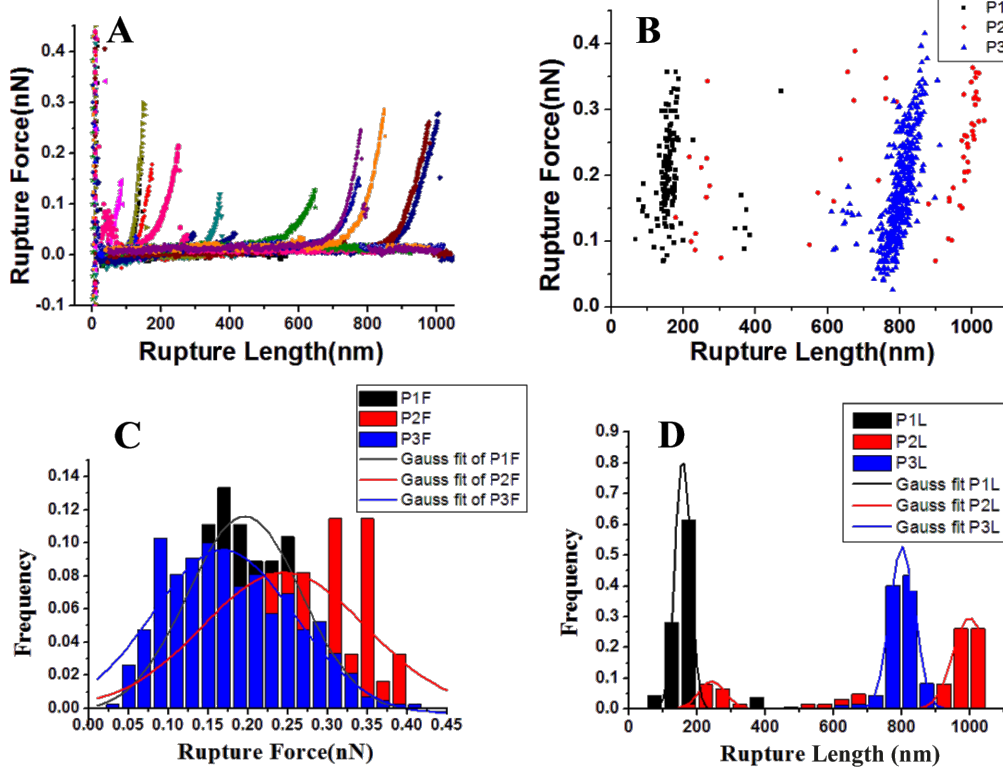 A
Rupture Force(nN)
0.4
0.3
0.2
0.1
0.0
-0.1
0 200 400 600 800 1000
Rupture Length(nm)
B
P1
P2
P3
Rupture Force(nN)
0.4
0.3
0.2
0.1
0.0
0 200 400 600 800 1000
Rupture Length(nm)
C
P1F
P2F
P3F
Gauss fit of P1F
Gauss fit of P2F
Gauss fit of P3F
Frequency
0.14
0.12
0.10
0.08
0.06
0.04
0.02
0.00
0.00 0.05 0.10 0.15 0.20 0.25 0.30 0.35 0.40 0.45
Rupture Force(nN)
D
P1L
P2L
P3L
Gauss fit P1L
Gauss fit P2L
Gauss fit P3L
Frequency
0.9
0.8
0.7
0.6
0.5
0.4
0.3
0.2
0.1
0.0
0 200 400 600 800 1000
Rupture Length (nm)